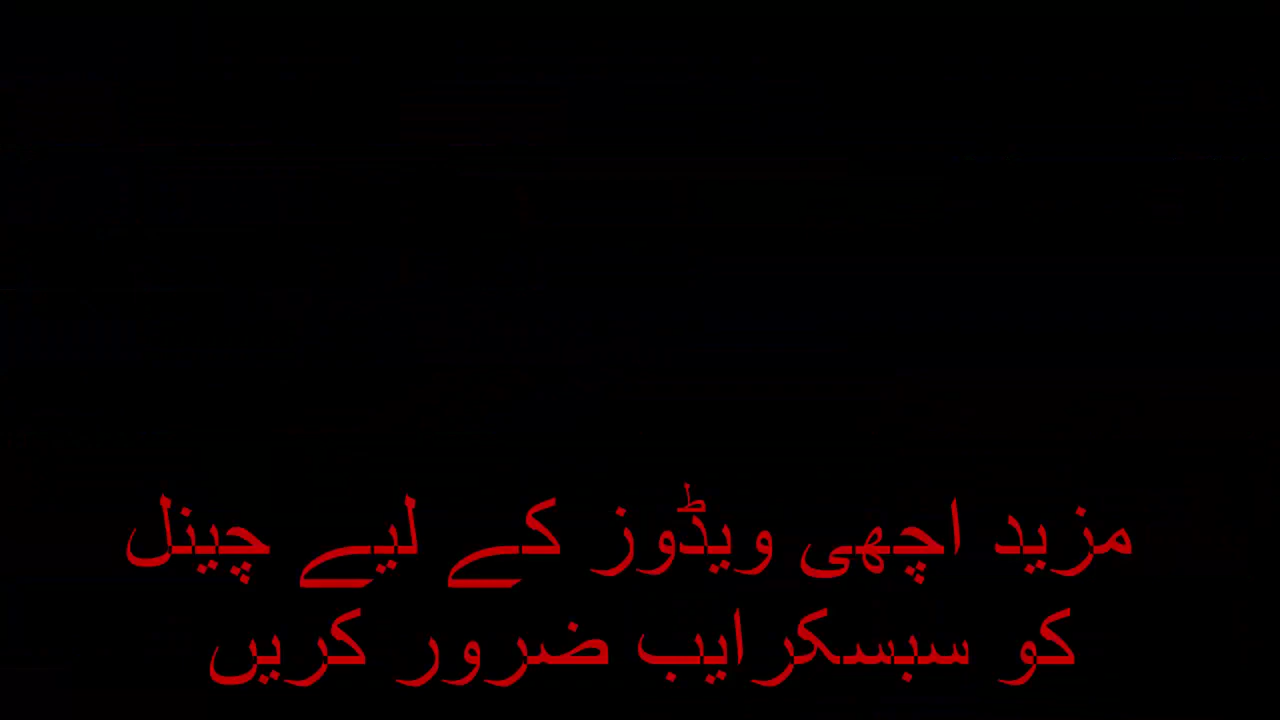 مزید اچھی ویڈوز کے لیے چینل
کو سبسکرایب ضرور کریں